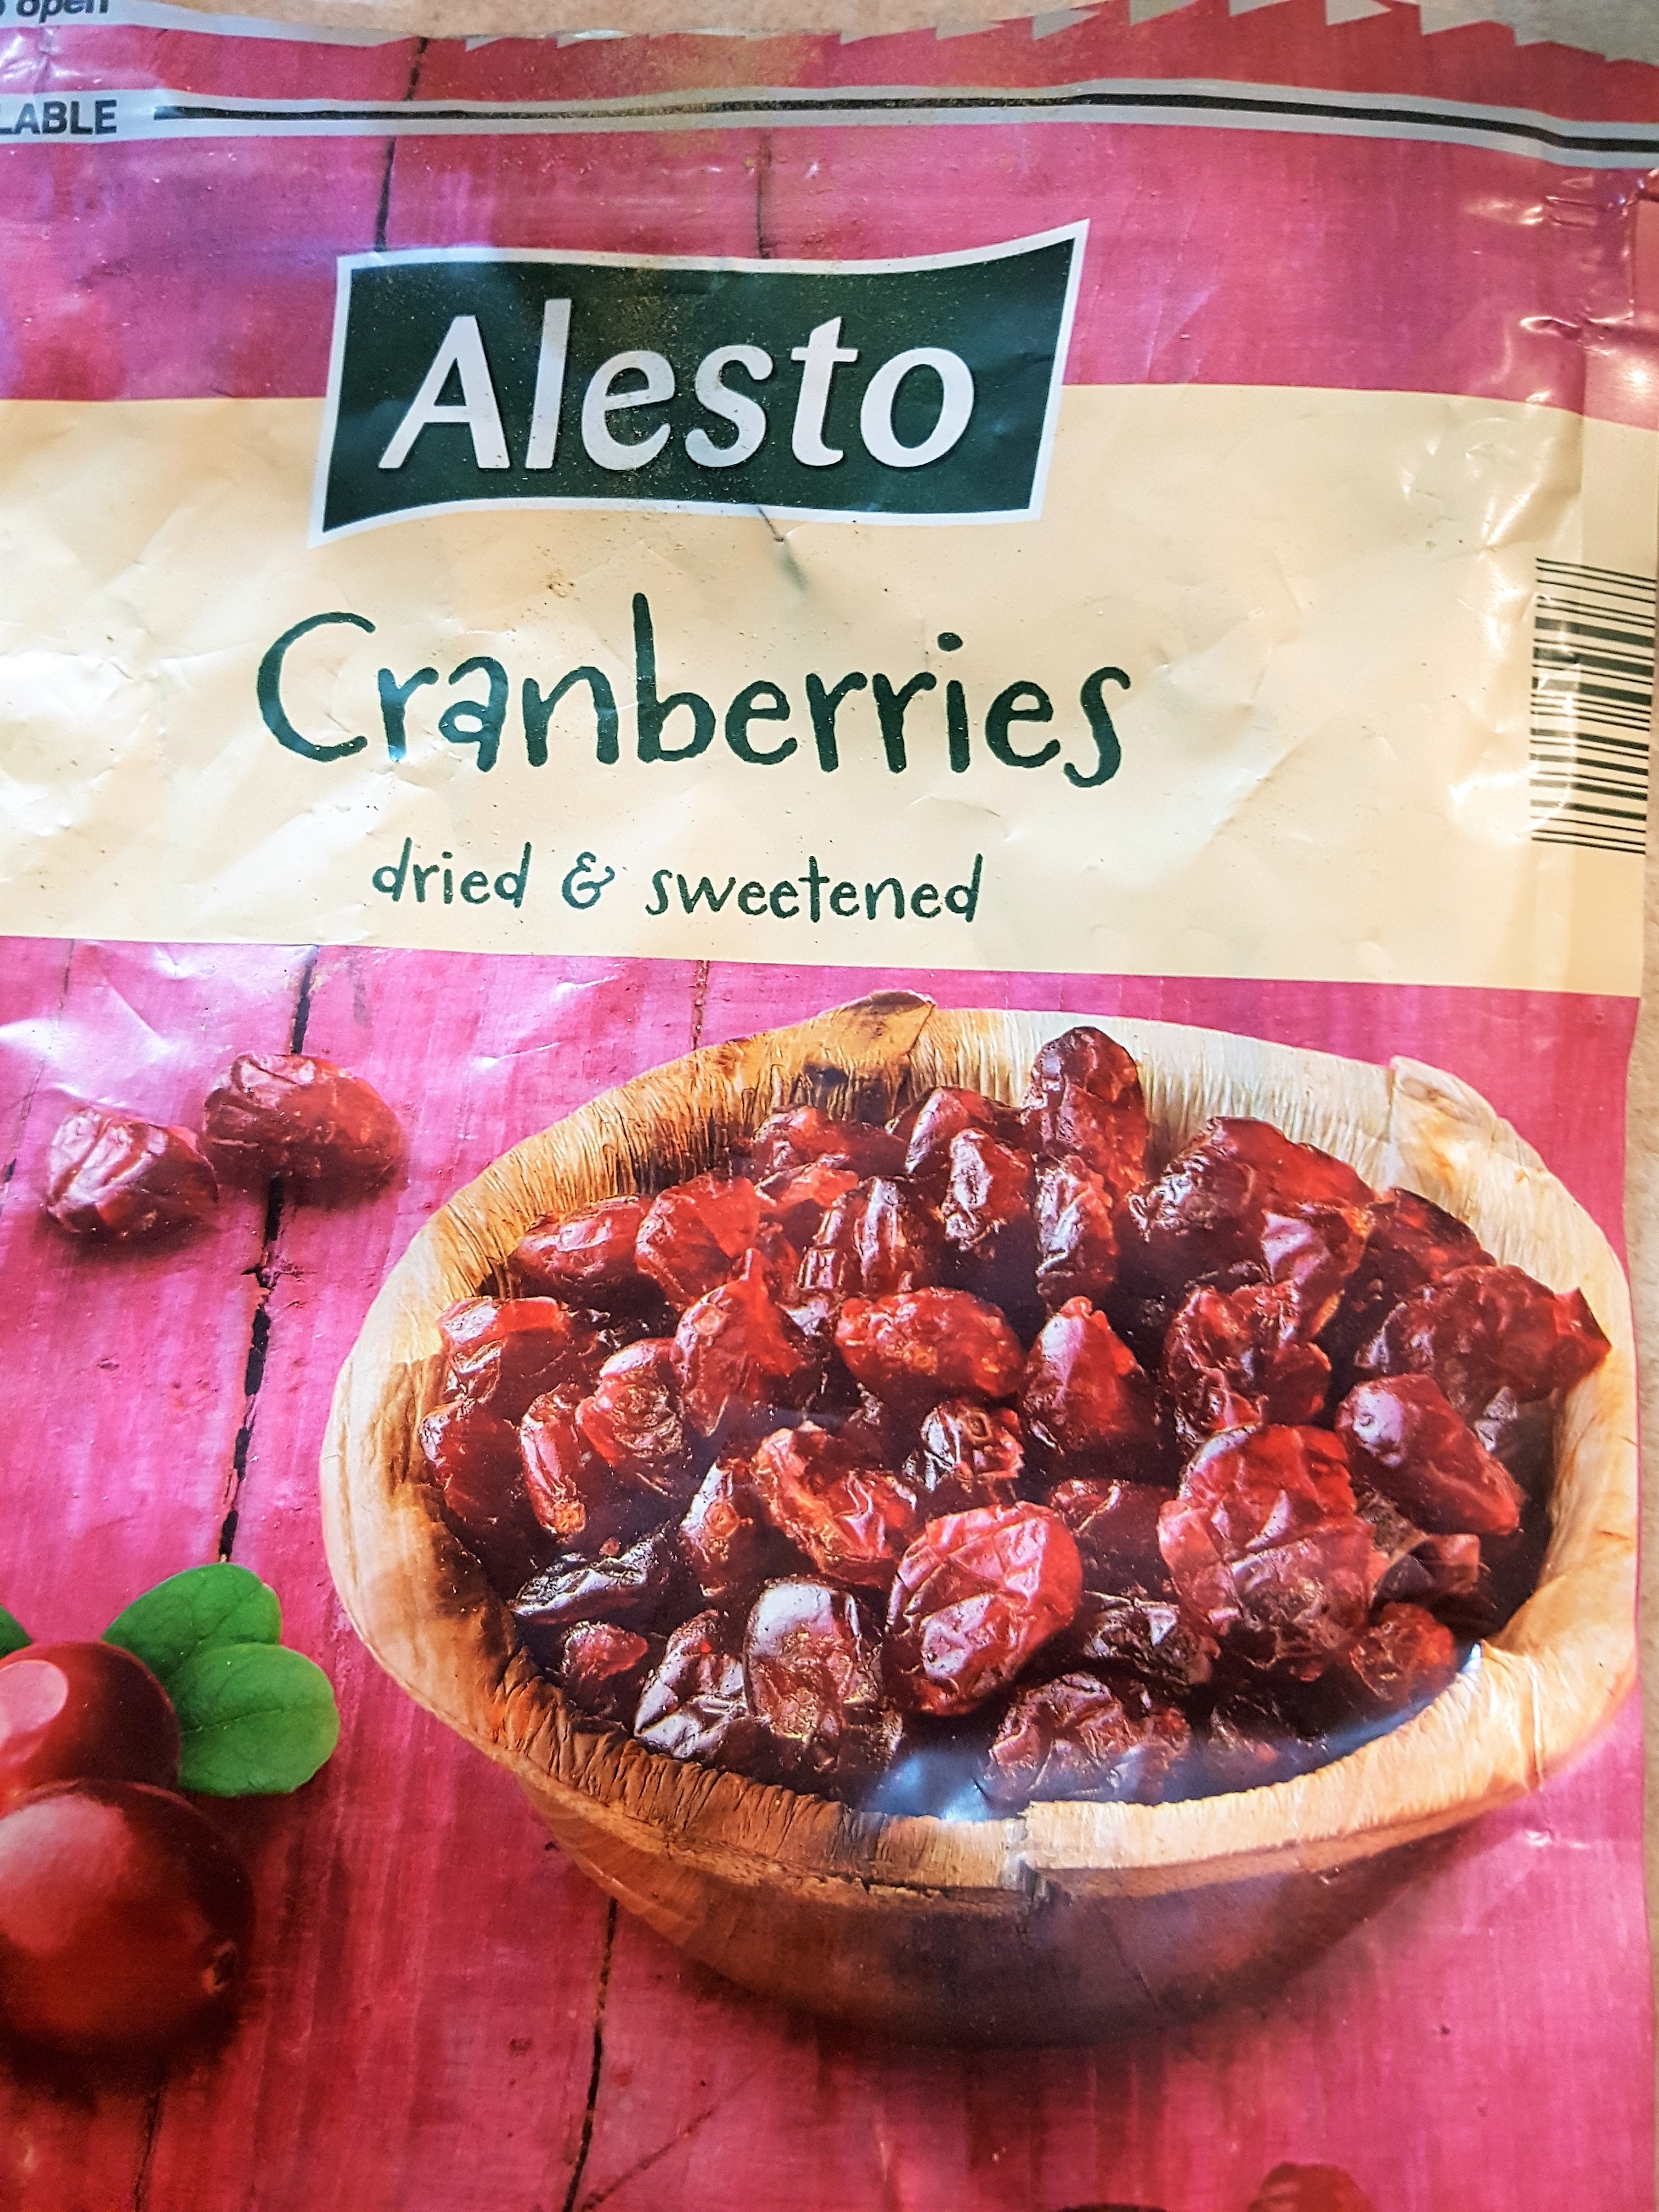 open
LABLE
Alesto
Cranberries
dried & sweetened